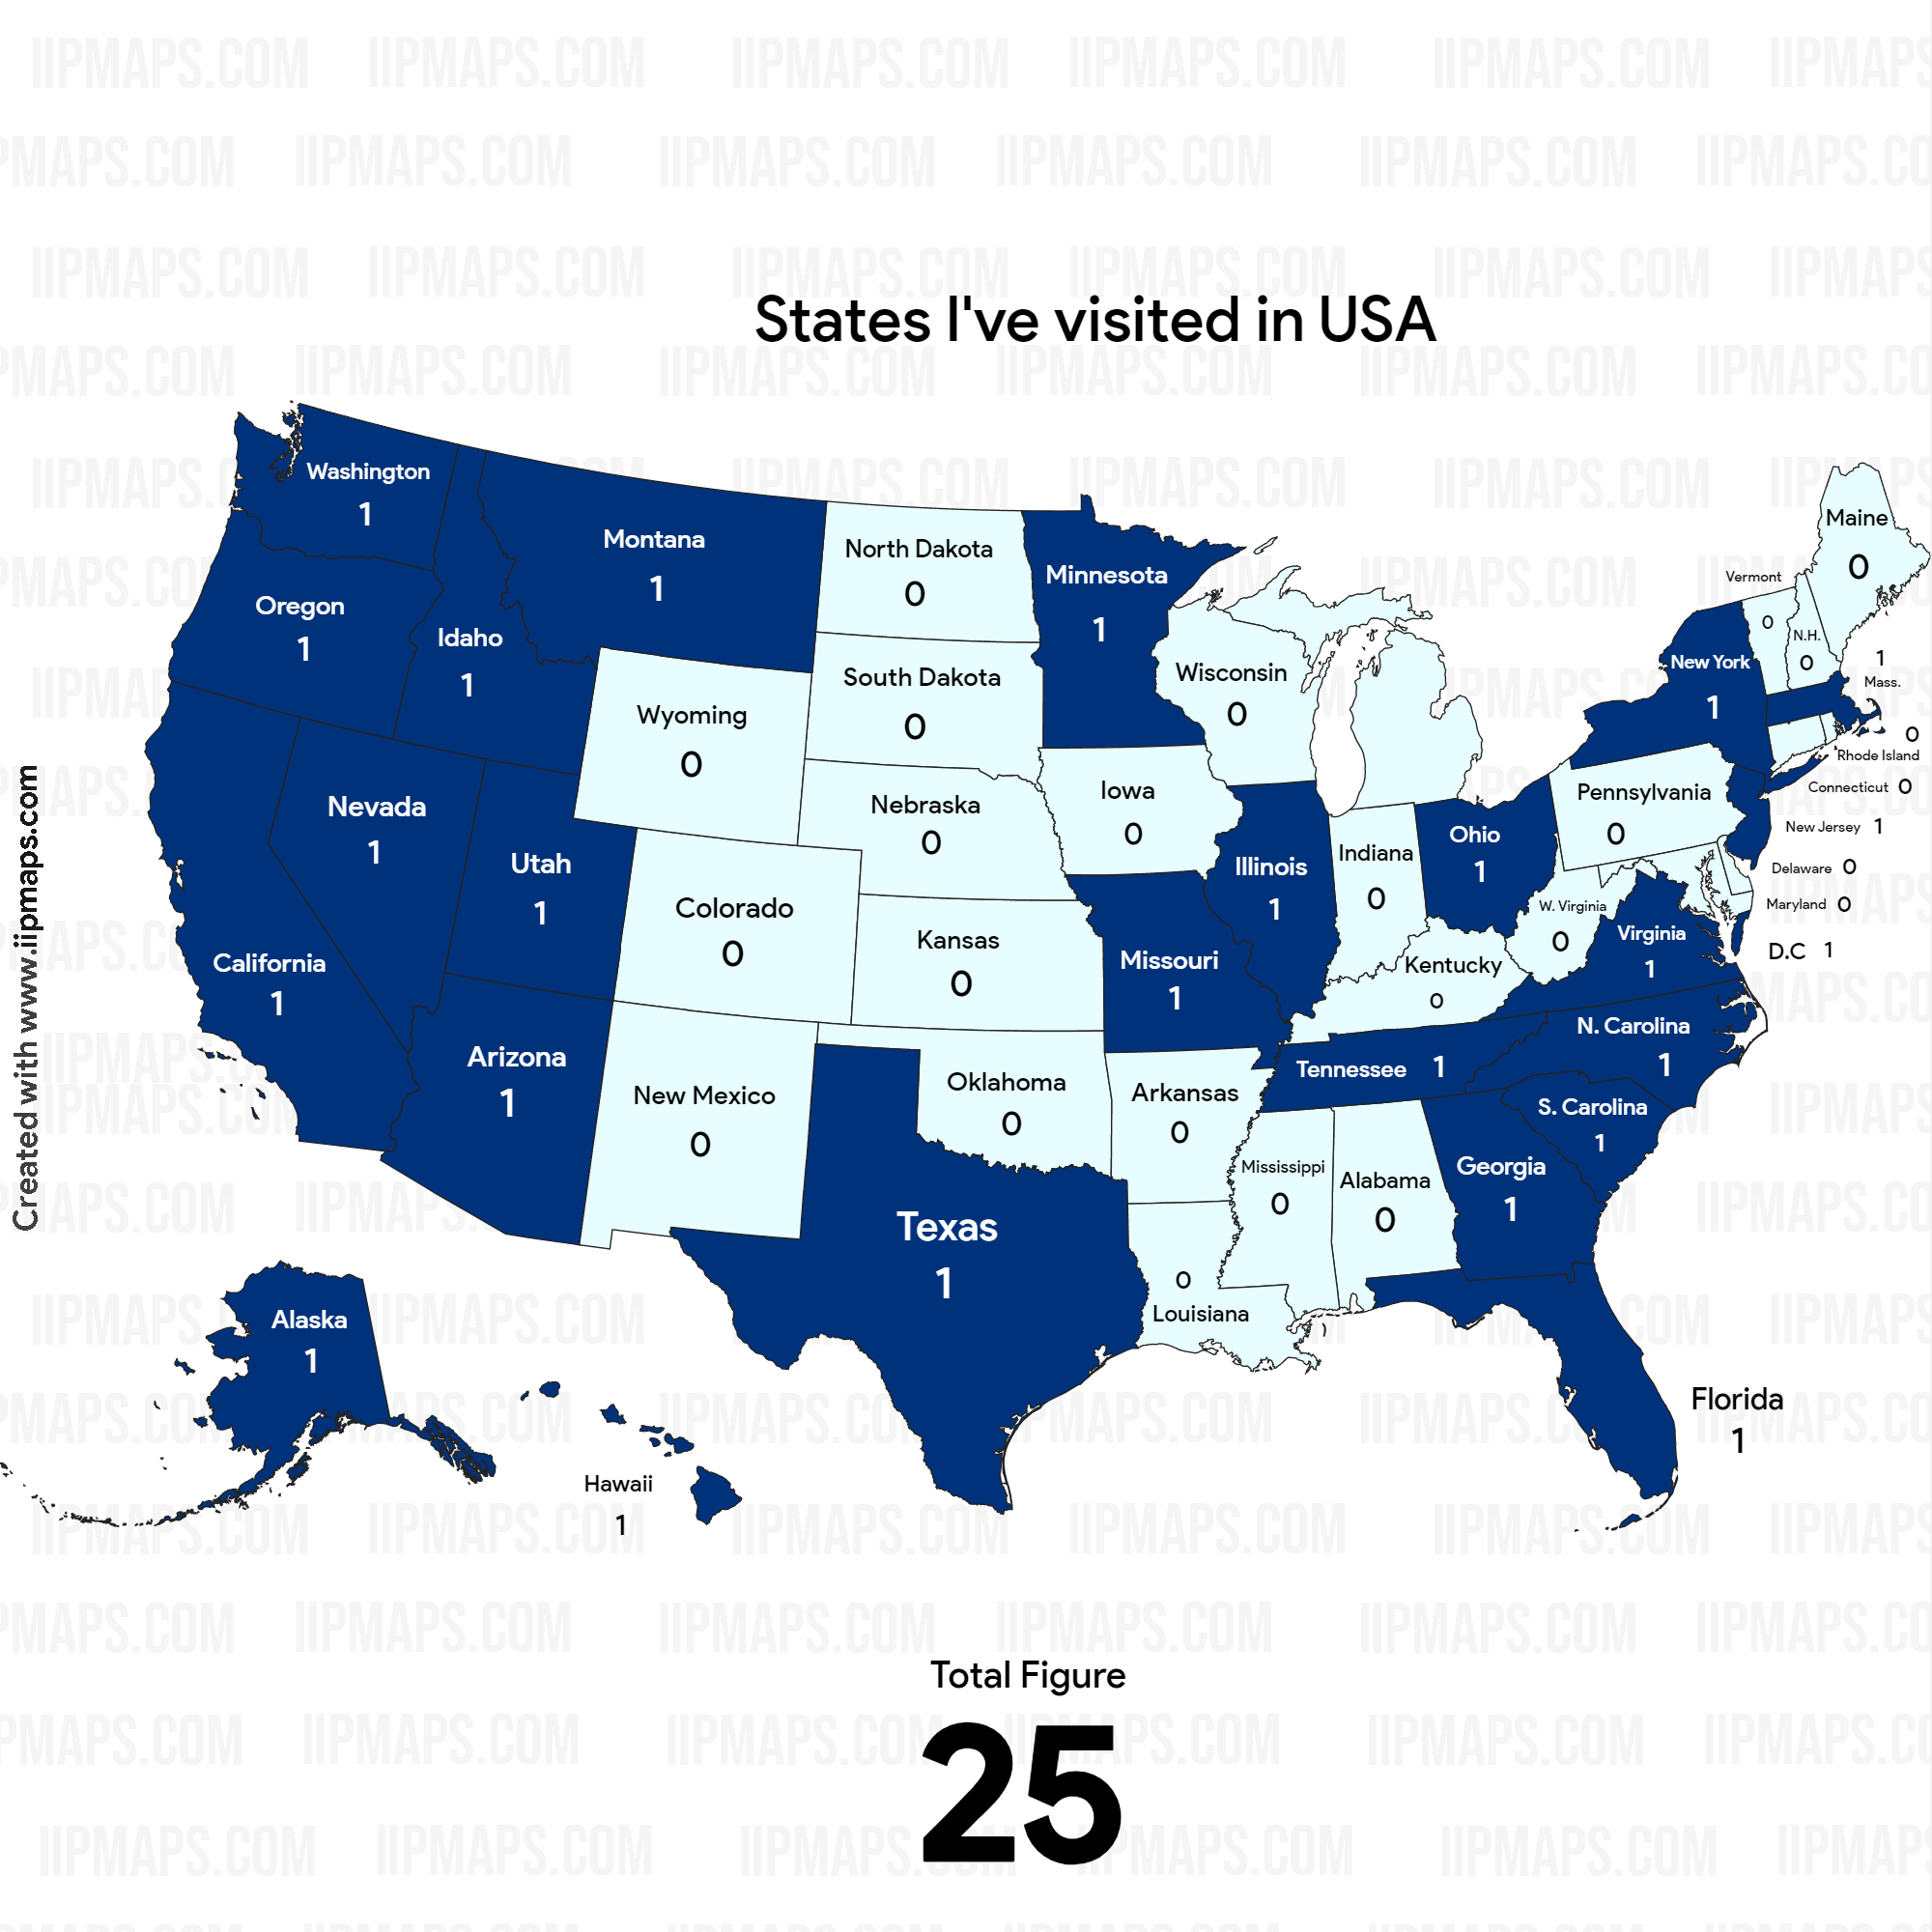 States I've visited in USA
Washington
1
Montana
1
North Dakota
0
Minnesota
1
Maine
0
Oregon
1
Idaho
1
South Dakota
0
Wisconsin
0
Vermont
0
N.H.
0
New York
1
1
Mass.
0
Rhode Island
Wyoming
0
Nevada
1
Nebraska
0
Iowa
0
Pennsylvania
0
Connecticut 0
New Jersey 1
Delaware 0
Maryland 0
D.C 1
Utah
1
Illinois
1
Indiana
0
Ohio
1
W. Virginia
0
Virginia
1
California
1
Colorado
0
Kansas
0
Missouri
1
Kentucky
0
Arizona
1
New Mexico
0
Oklahoma
0
Arkansas
0
Tennessee 1
N. Carolina
1
S. Carolina
1
Texas
1
Mississippi
0
Alabama
0
Georgia
1
0
Louisiana
Alaska
1
Hawaii
1
Florida
1
Created with www.iipmaps.com
Total Figure
25
IIPMAPS.COM